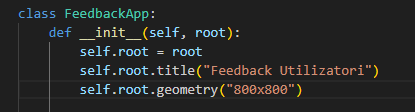 class FeedbackApp:
    def __init__(self, root):
        self.root = root
        self.root.title("Feedback Utilizatori")
        self.root.geometry("800x800")